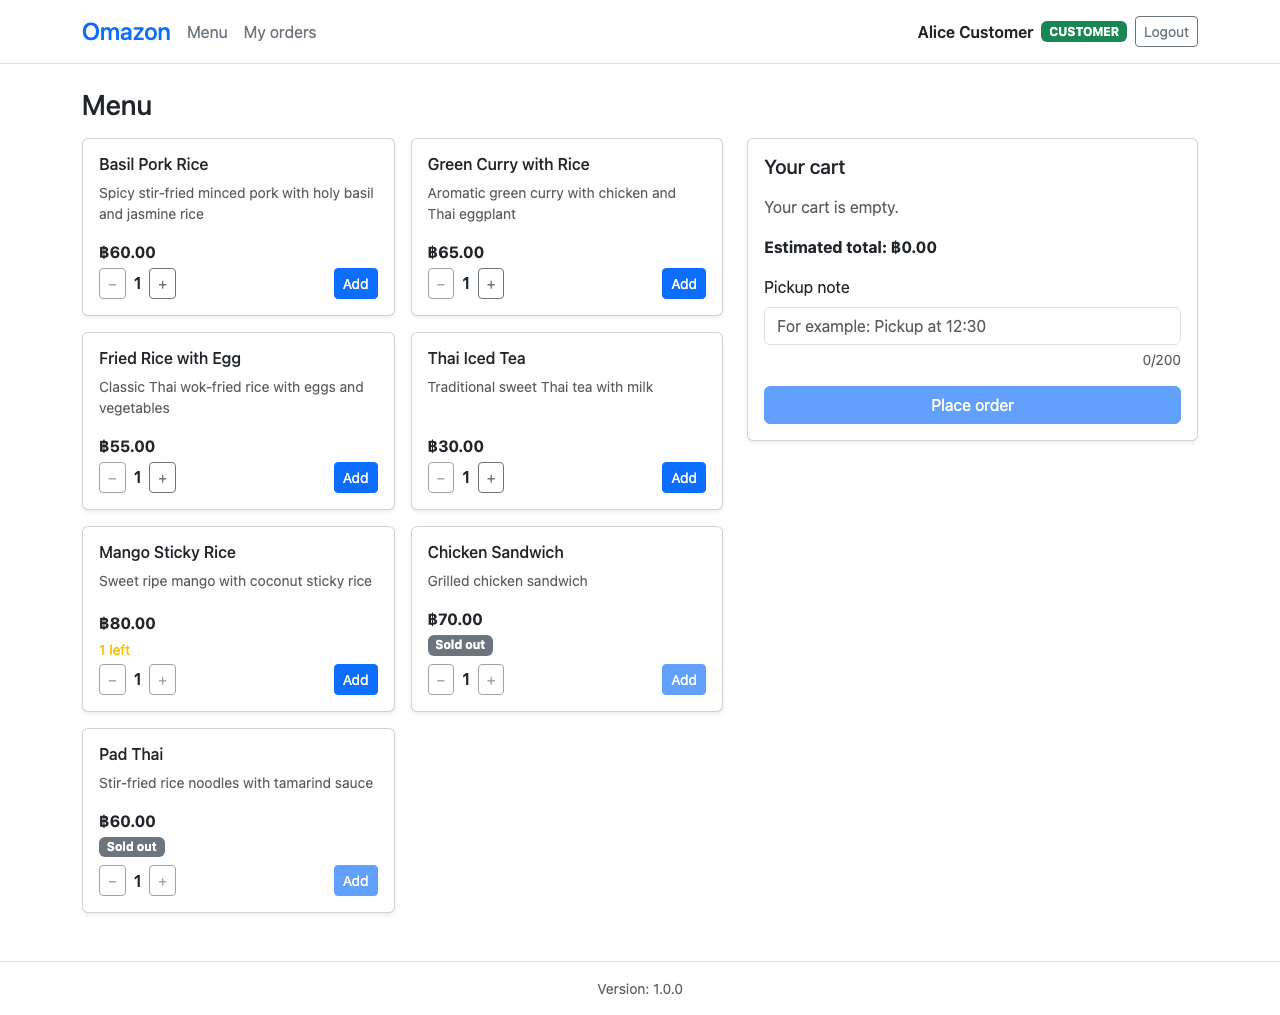 Omazon Menu My orders Alice Customer CUSTOMER Logout
Menu
Basil Pork Rice
Spicy stir-fried minced pork with holy basil
and jasmine rice
฿60.00
− 1 + Add
Green Curry with Rice
Aromatic green curry with chicken and
Thai eggplant
฿65.00
− 1 + Add
Fried Rice with Egg
Classic Thai wok-fried rice with eggs and
vegetables
฿55.00
− 1 + Add
Thai Iced Tea
Traditional sweet Thai tea with milk
฿30.00
− 1 + Add
Mango Sticky Rice
Sweet ripe mango with coconut sticky rice
฿80.00
1 left
− 1 + Add
Chicken Sandwich
Grilled chicken sandwich
฿70.00
Sold out
− 1 + Add
Pad Thai
Stir-fried rice noodles with tamarind sauce
฿60.00
Sold out
− 1 + Add
Your cart
Your cart is empty.
Estimated total: ฿0.00
Pickup note
For example: Pickup at 12:30
0/200
Place order
Version: 1.0.0